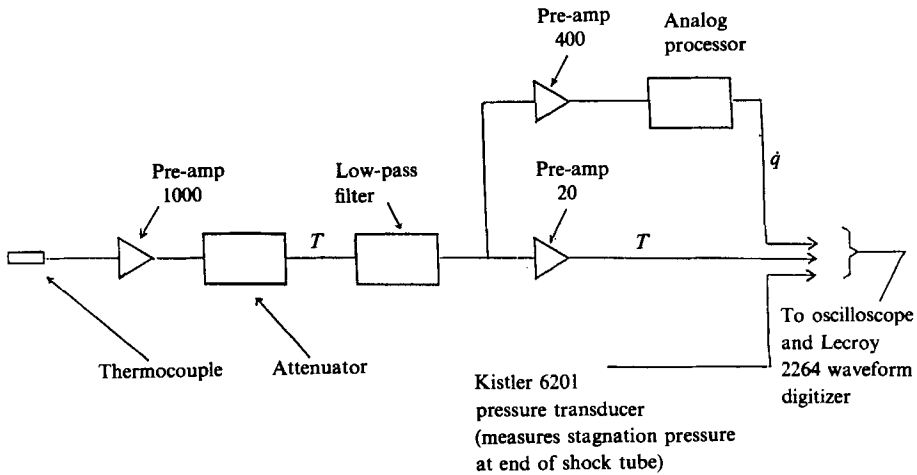 Pre-amp
400
Analog
processor
q̇
Pre-amp
1000
Low-pass
filter
Pre-amp
20
T
T
Thermocouple
Attenuator
To oscilloscope
and Lecroy
2264 waveform
digitizer
Kistler 6201
pressure transducer
(measures stagnation pressure
at end of shock tube)